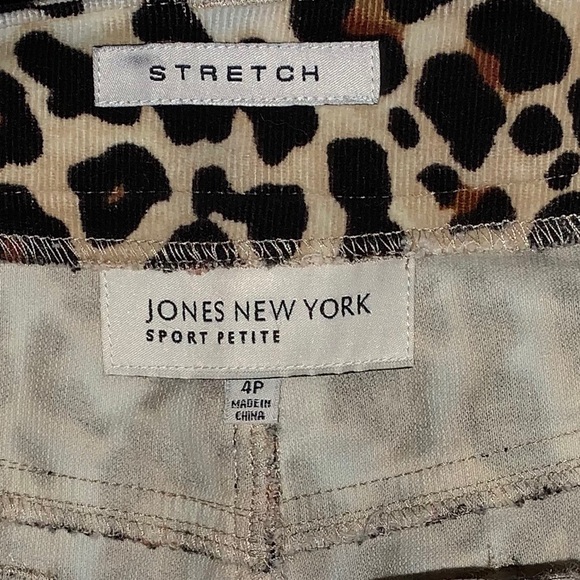 STRETCH
JONES NEW YORK
SPORT PETITE
4P
MADE IN
CHINA